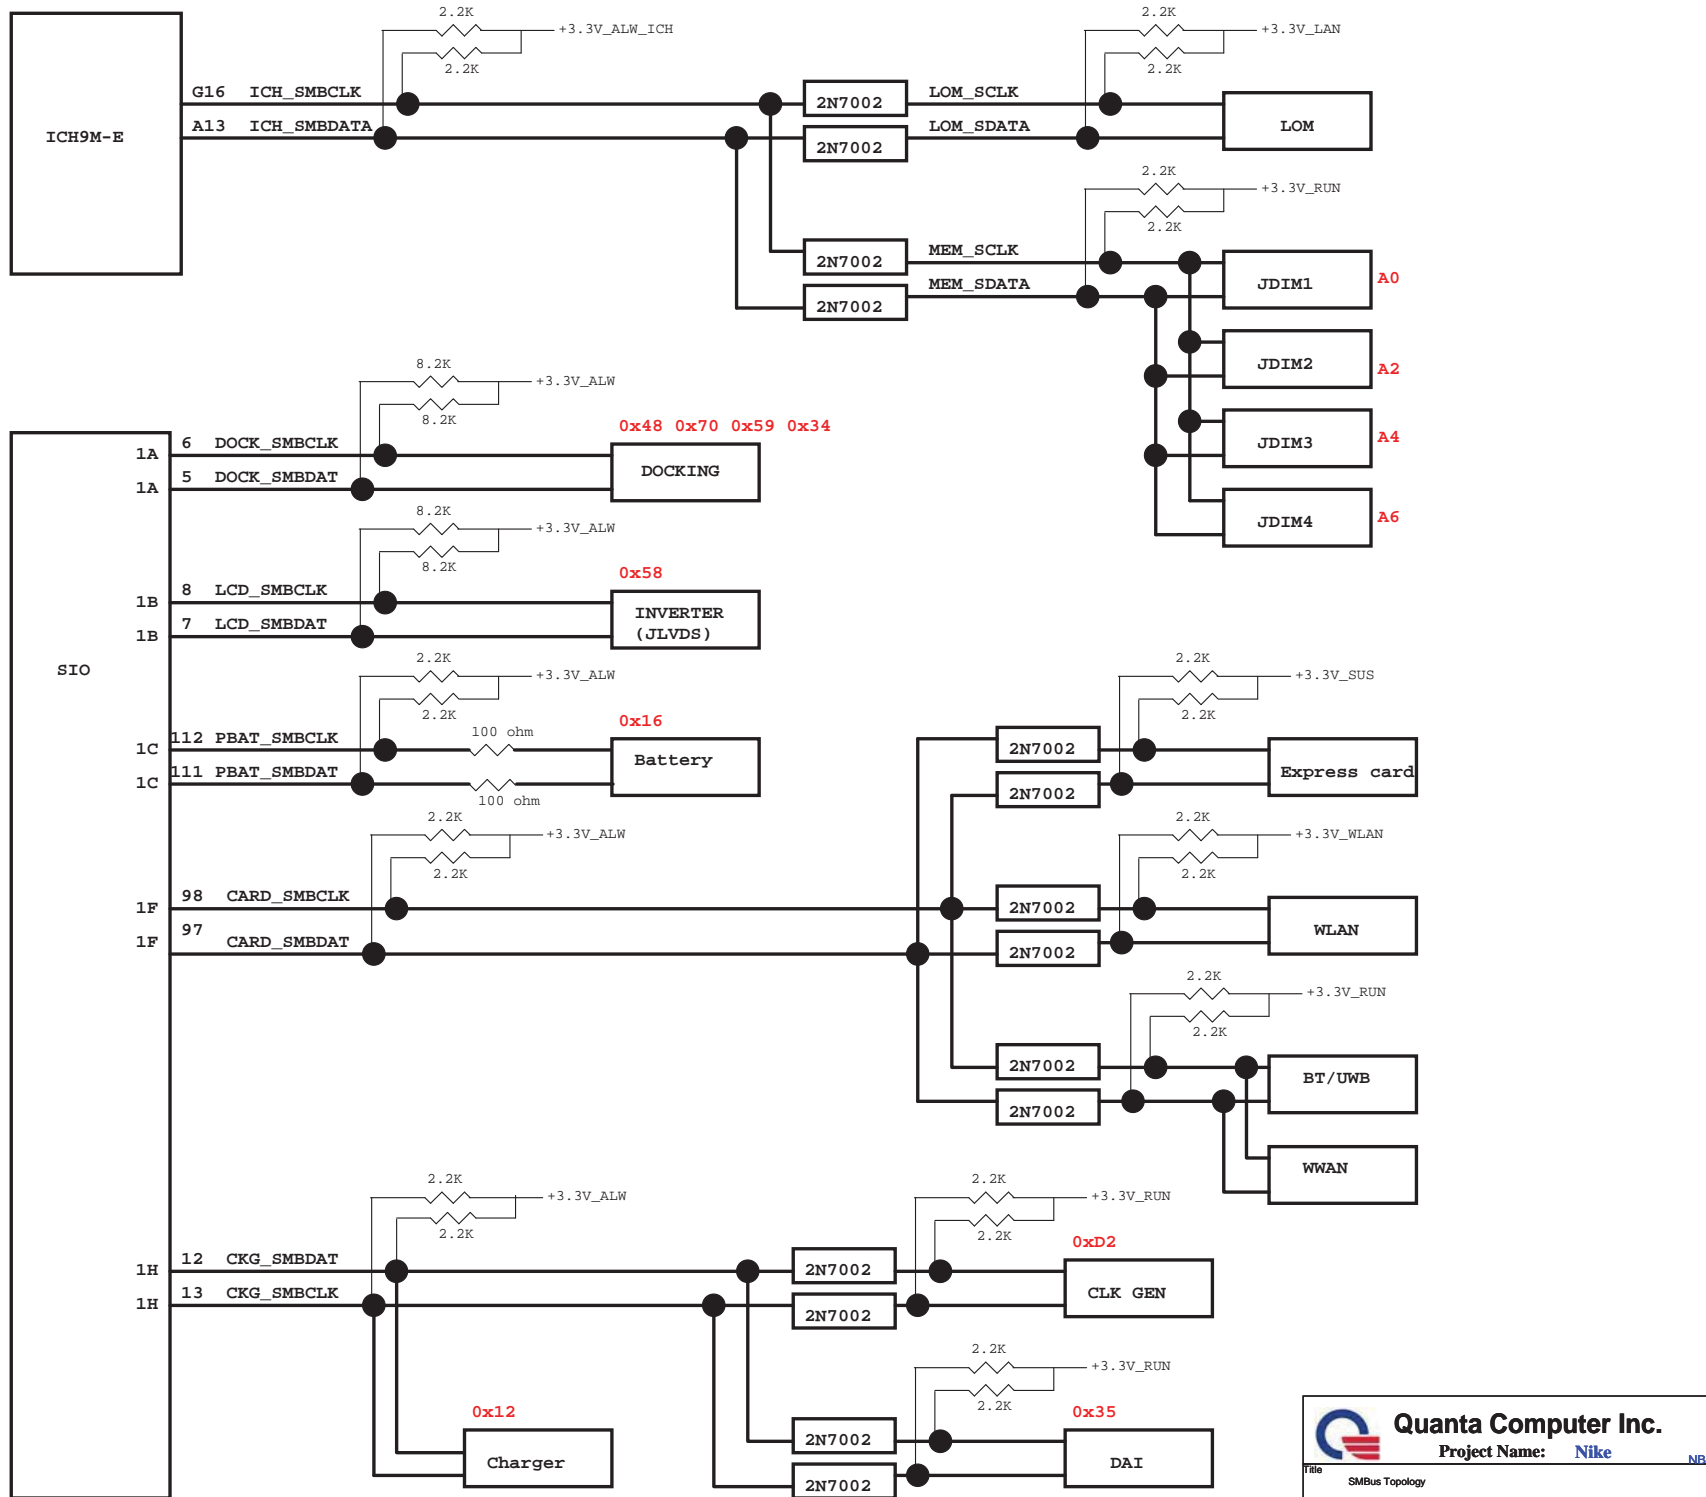 2.2K
+3.3V_ALW_ICH
2.2K
2.2K
+3.3V_LAN
2.2K
ICH9M-E
G16 ICH_SMBCLK
A13 ICH_SMBDATA
2N7002
LOM_SCLK
2N7002
LOM_SDATA
LOM
2.2K
+3.3V_RUN
2.2K
2N7002
MEM_SCLK
2N7002
MEM_SDATA
JDIM1
A0
JDIM2
A2
JDIM3
A4
JDIM4
A6
8.2K
+3.3V_ALW
8.2K
0x48 0x70 0x59 0x34
1A 6 DOCK_SMBCLK
1A 5 DOCK_SMBDAT
DOCKING
8.2K
+3.3V_ALW
8.2K
0x58
1B 8 LCD_SMBCLK
1B 7 LCD_SMBDAT
INVERTER
(JLVDS)
SIO
2.2K
+3.3V_ALW
2.2K
0x16
1C 112 PBAT_SMBCLK
100 ohm
1C 111 PBAT_SMBDAT
100 ohm
Battery
2.2K
+3.3V_SUS
2.2K
2N7002
2N7002
Express card
2.2K
+3.3V_ALW
2.2K
2.2K
+3.3V_WLAN
2.2K
1F 98 CARD_SMBCLK
1F 97 CARD_SMBDAT
2N7002
2N7002
WLAN
2.2K
+3.3V_RUN
2.2K
2N7002
2N7002
BT/UWB
WWAN
2.2K
+3.3V_ALW
2.2K
2.2K
+3.3V_RUN
2.2K
0xD2
1H 12 CKG_SMBDAT
1H 13 CKG_SMBCLK
2N7002
2N7002
CLK GEN
2.2K
+3.3V_RUN
2.2K
0x12
Charger
0x35
2N7002
2N7002
DAI
Quanta Computer Inc.
Project Name: Nike
NB
Title
SMBus Topology